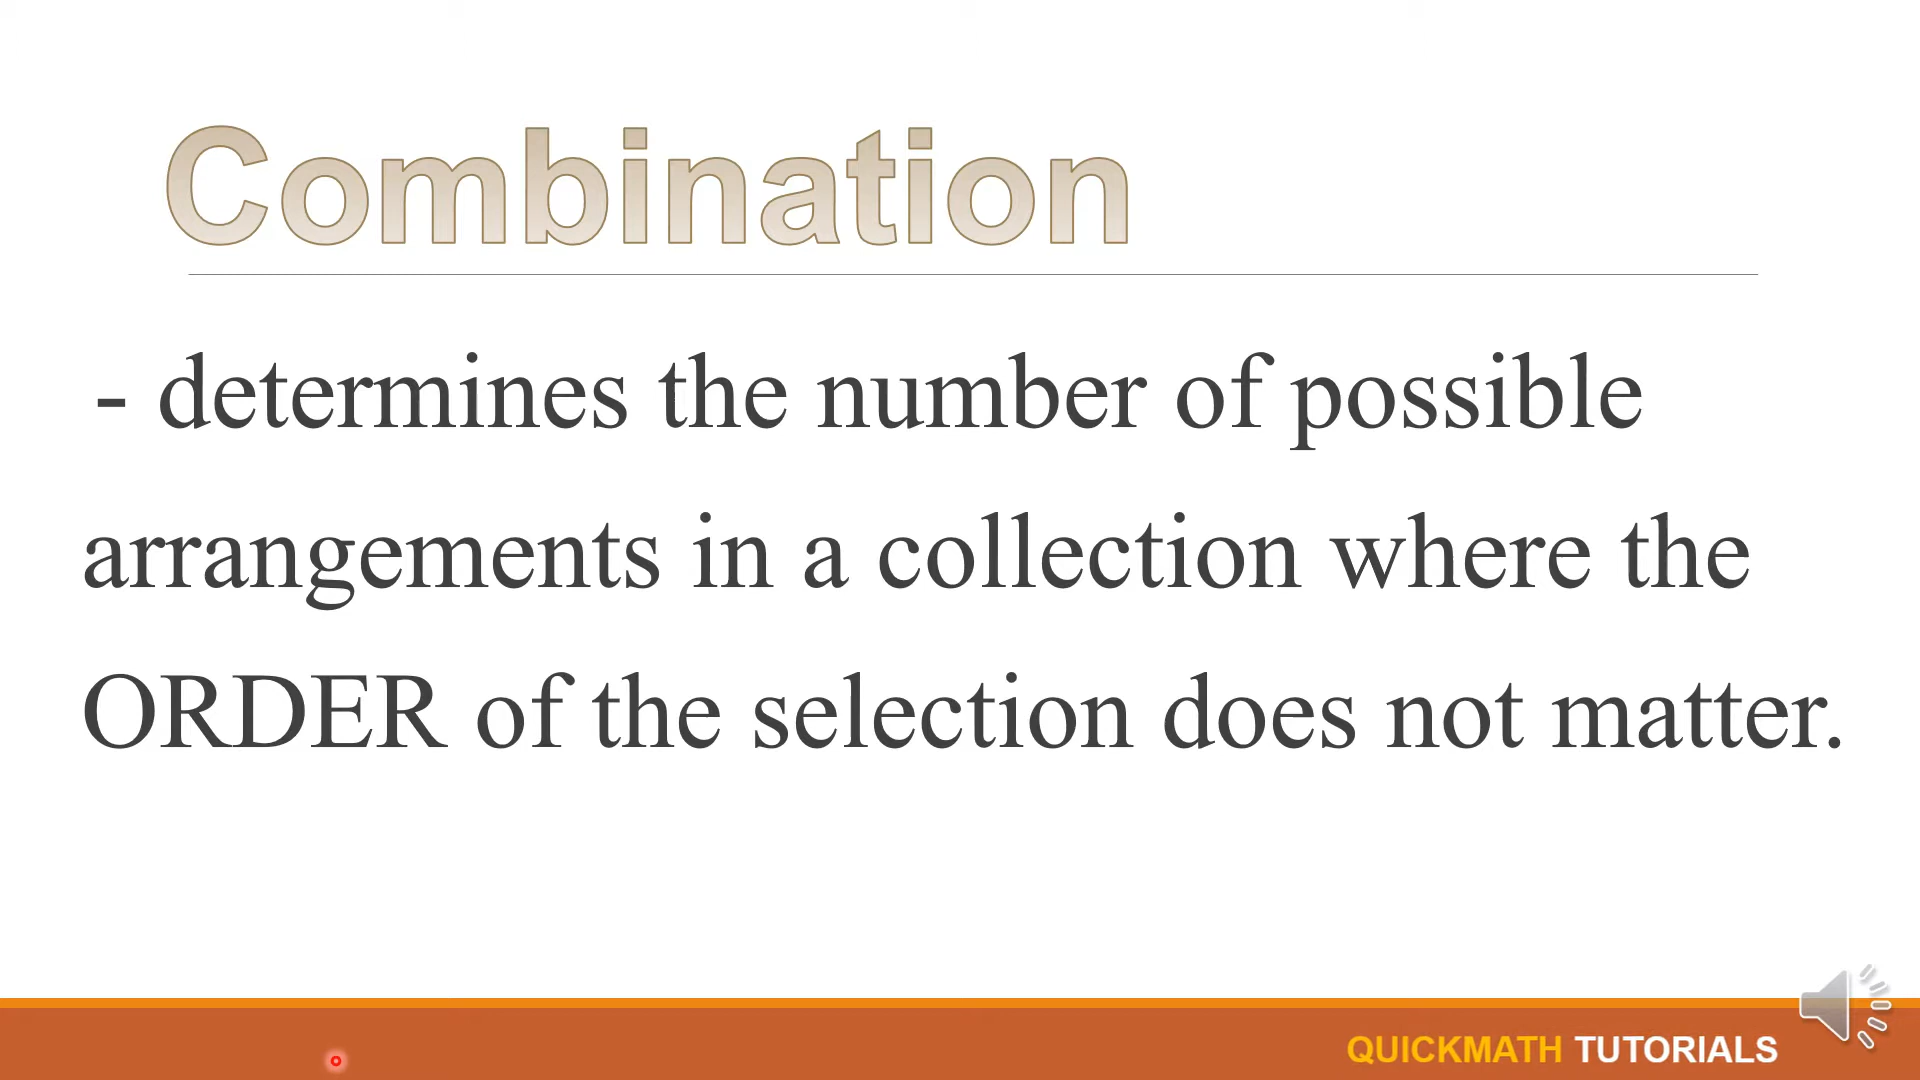 Combination
- determines the number of possible
arrangements in a collection where the
ORDER of the selection does not matter.
QUICKMATH TUTORIALS